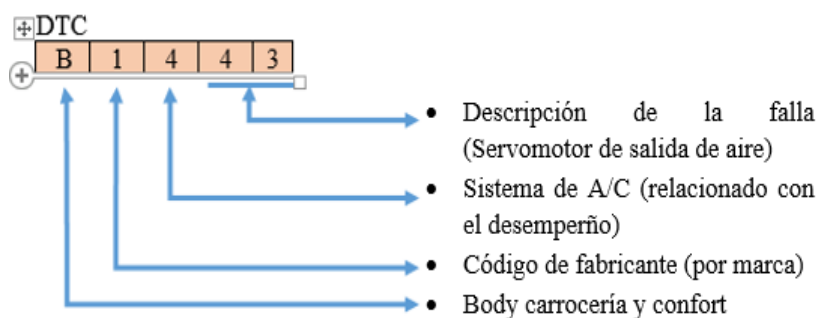 DTC
B 1 4 4 3
• Descripción de la falla
(Servomotor de salida de aire)
• Sistema de A/C (relacionado con
el desemperño)
• Código de fabricante (por marca)
• Body carrocería y confort